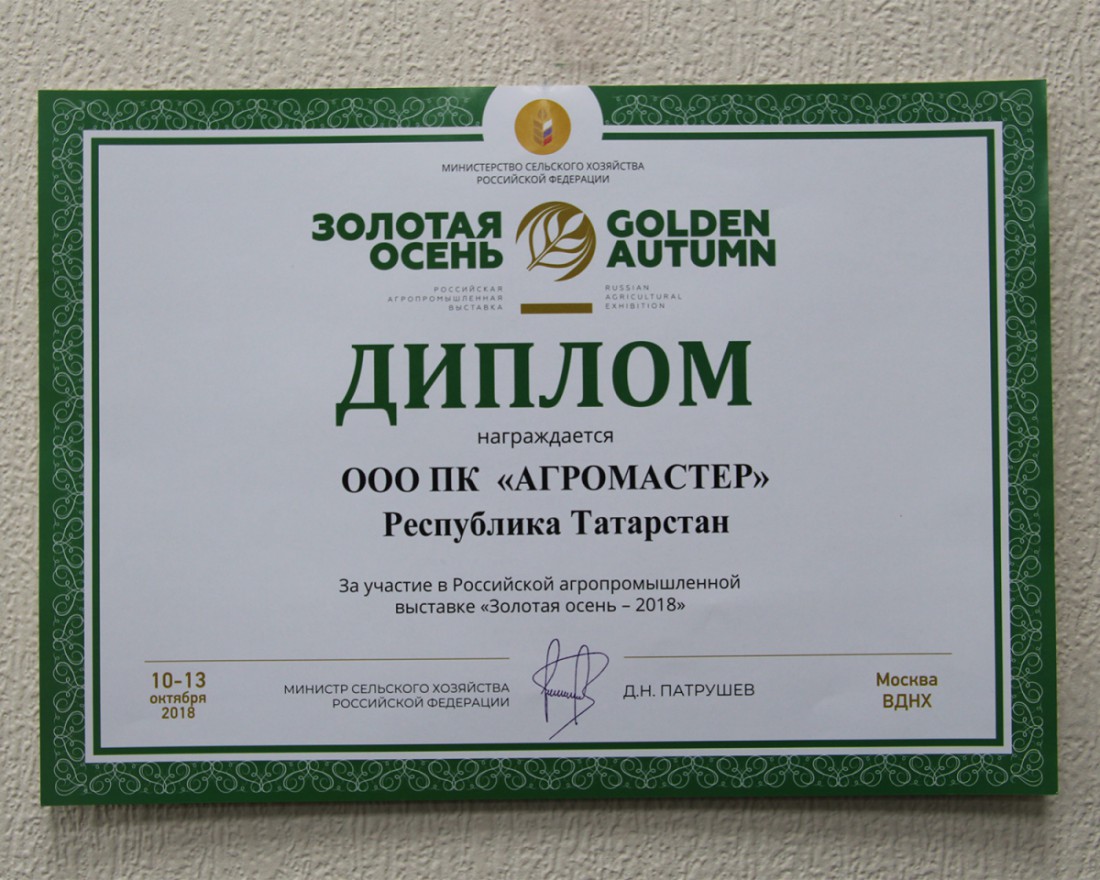 МИНИСТЕРСТВО СЕЛЬСКОГО ХОЗЯЙСТВА
РОССИЙСКОЙ ФЕДЕРАЦИИ
ЗОЛОТАЯ
ОСЕНЬ
GOLDEN
AUTUMN
РОССИЙСКАЯ
АГРОПРОМЫШЛЕННАЯ
ВЫСТАВКА
RUSSIAN
AGRICULTURAL
EXHIBITION
ДИПЛОМ
награждается
ООО ПК «АГРОМАСТЕР»
Республика Татарстан
За участие в Российской агропромышленной
выставке «Золотая осень – 2018»
10-13
октября
2018
МИНИСТР СЕЛЬСКОГО ХОЗЯЙСТВА
РОССИЙСКОЙ ФЕДЕРАЦИИ
Д.Н. ПАТРУШЕВ
Москва
ВДНХ